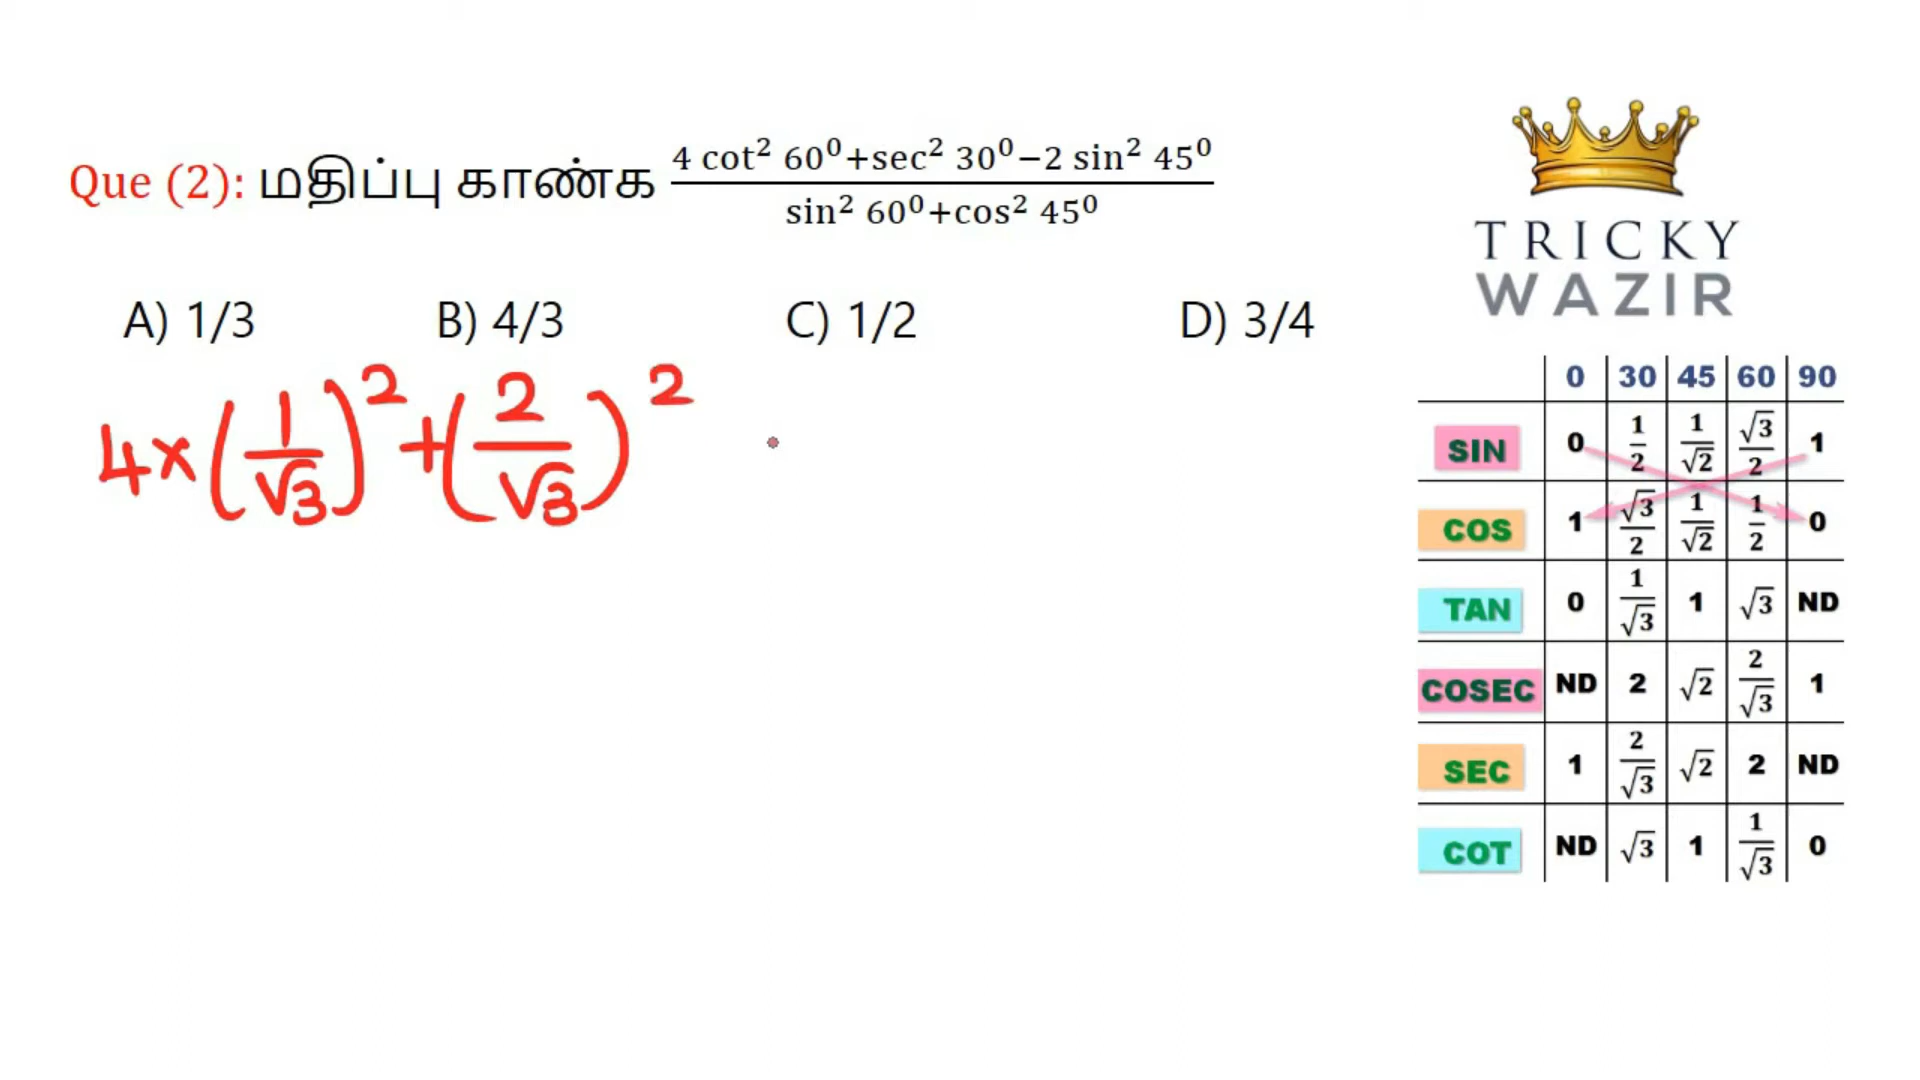 Que (2): மதிப்பு காண்க (4 cot² 60⁰+sec² 30⁰−2 sin² 45⁰)/(sin² 60⁰+cos² 45⁰)
A) 1/3 B) 4/3 C) 1/2 D) 3/4
4×(1/√3)²+(2/√3)²
TRICKY
WAZIR
0 30 45 60 90
SIN 0 1/2 1/√2 √3/2 1
COS 1 √3/2 1/√2 1/2 0
TAN 0 1/√3 1 √3 ND
COSEC ND 2 √2 2/√3 1
SEC 1 2/√3 √2 2 ND
COT ND √3 1 1/√3 0